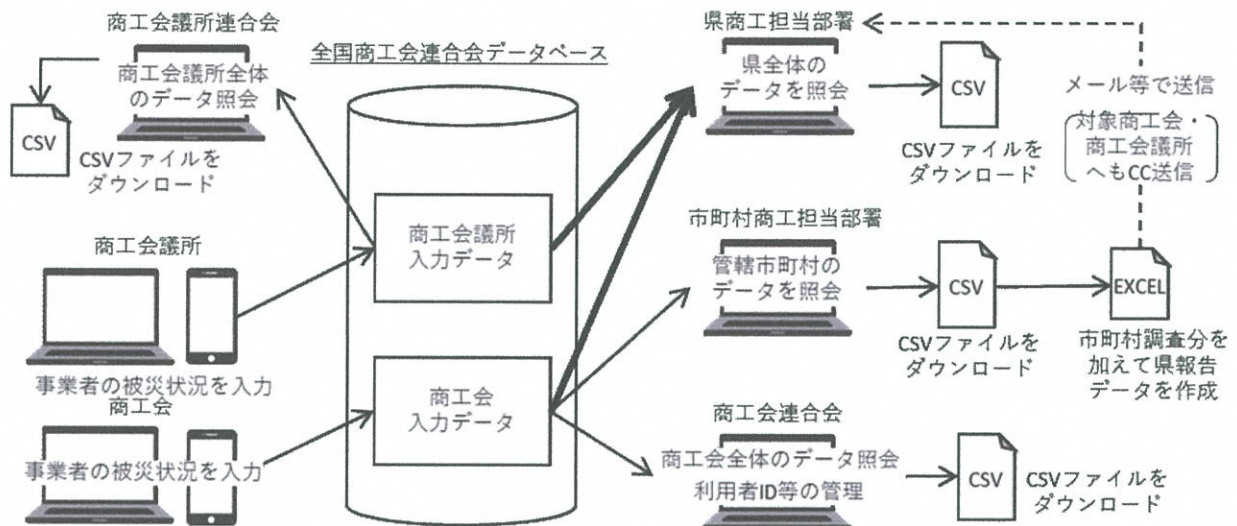 商工会議所連合会
商工会議所全体
のデータ照会
CSV
CSVファイルを
ダウンロード
商工会議所
事業者の被災状況を入力
商工会
事業者の被災状況を入力
全国商工会連合会データベース
商工会議所
入力データ
商工会
入力データ
県商工担当部署
県全体の
データを照会
CSV
CSVファイルを
ダウンロード
メール等で送信
対象商工会・
商工会議所
へもCC送信
市町村商工担当部署
管轄市町村の
データを照会
CSV
CSVファイルを
ダウンロード
EXCEL
市町村調査分を
加えて県報告
データを作成
商工会連合会
商工会全体のデータ照会
利用者ID等の管理
CSV
CSVファイルを
ダウンロード